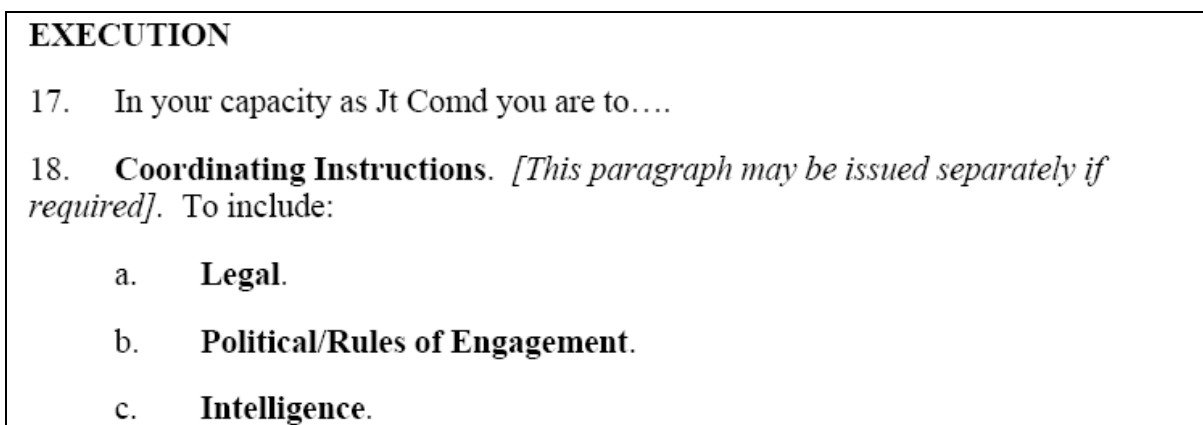 EXECUTION
17. In your capacity as Jt Comd you are to….
18. Coordinating Instructions. [This paragraph may be issued separately if
required]. To include:
a. Legal.
b. Political/Rules of Engagement.
c. Intelligence.